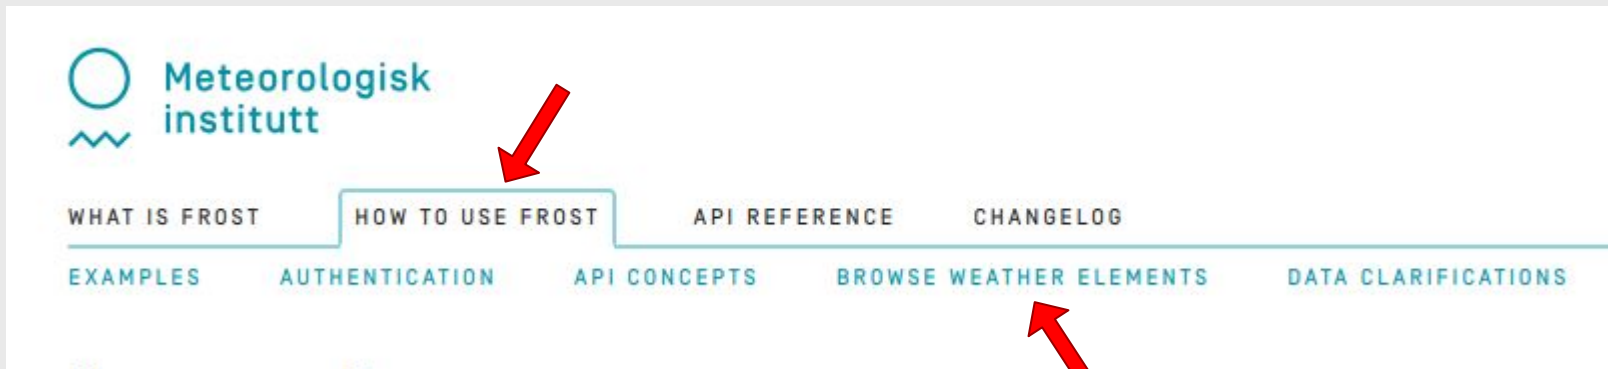 Meteorologisk
institutt
WHAT IS FROST HOW TO USE FROST API REFERENCE CHANGELOG
EXAMPLES AUTHENTICATION API CONCEPTS BROWSE WEATHER ELEMENTS DATA CLARIFICATIONS